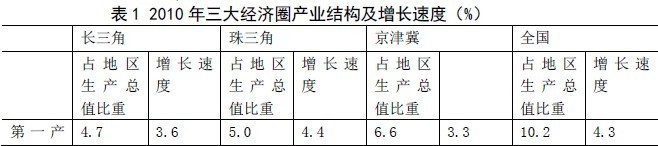 表1 2010年三大经济圈产业结构及增长速度（%）
长三角 珠三角 京津冀 全国
占地区 增长速 占地区 增长速 占地区 占地区 增长速
生产总 度 生产总 度 生产总 生产总 度
值比重 值比重 值比重 值比重
第一产 4.7 3.6 5.0 4.4 6.6 3.3 10.2 4.3